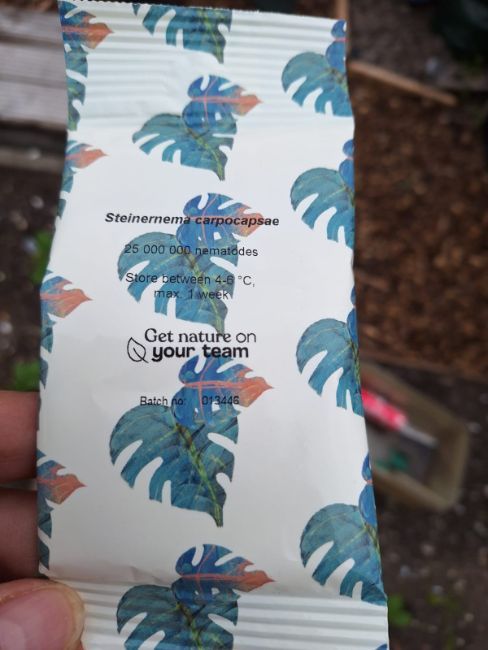 Steinernema carpocapsae
25 000 000 nematodes
Store between 4-6 °C,
max. 1 week
Get nature on
your team
Batch no: 013446